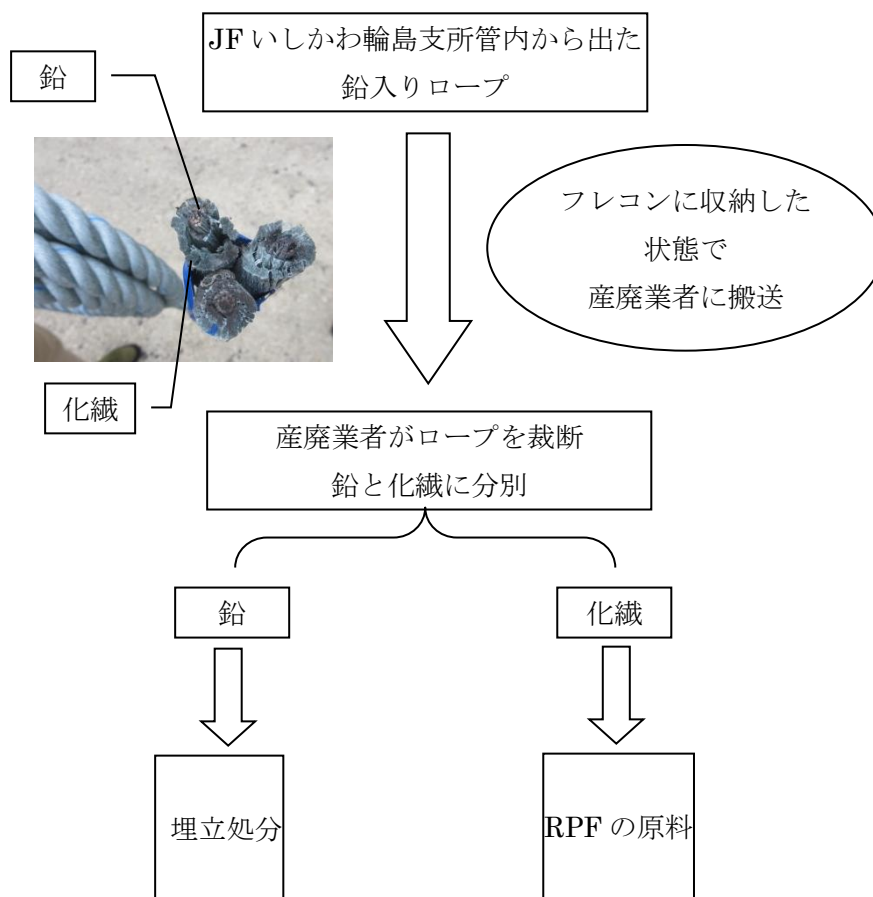 JFいしかわ輪島支所管内から出た
鉛入りロープ
鉛
フレコンに収納した
状態で
産廃業者に搬送
化繊
産廃業者がロープを裁断
鉛と化繊に分別
鉛
化繊
埋立処分
RPFの原料